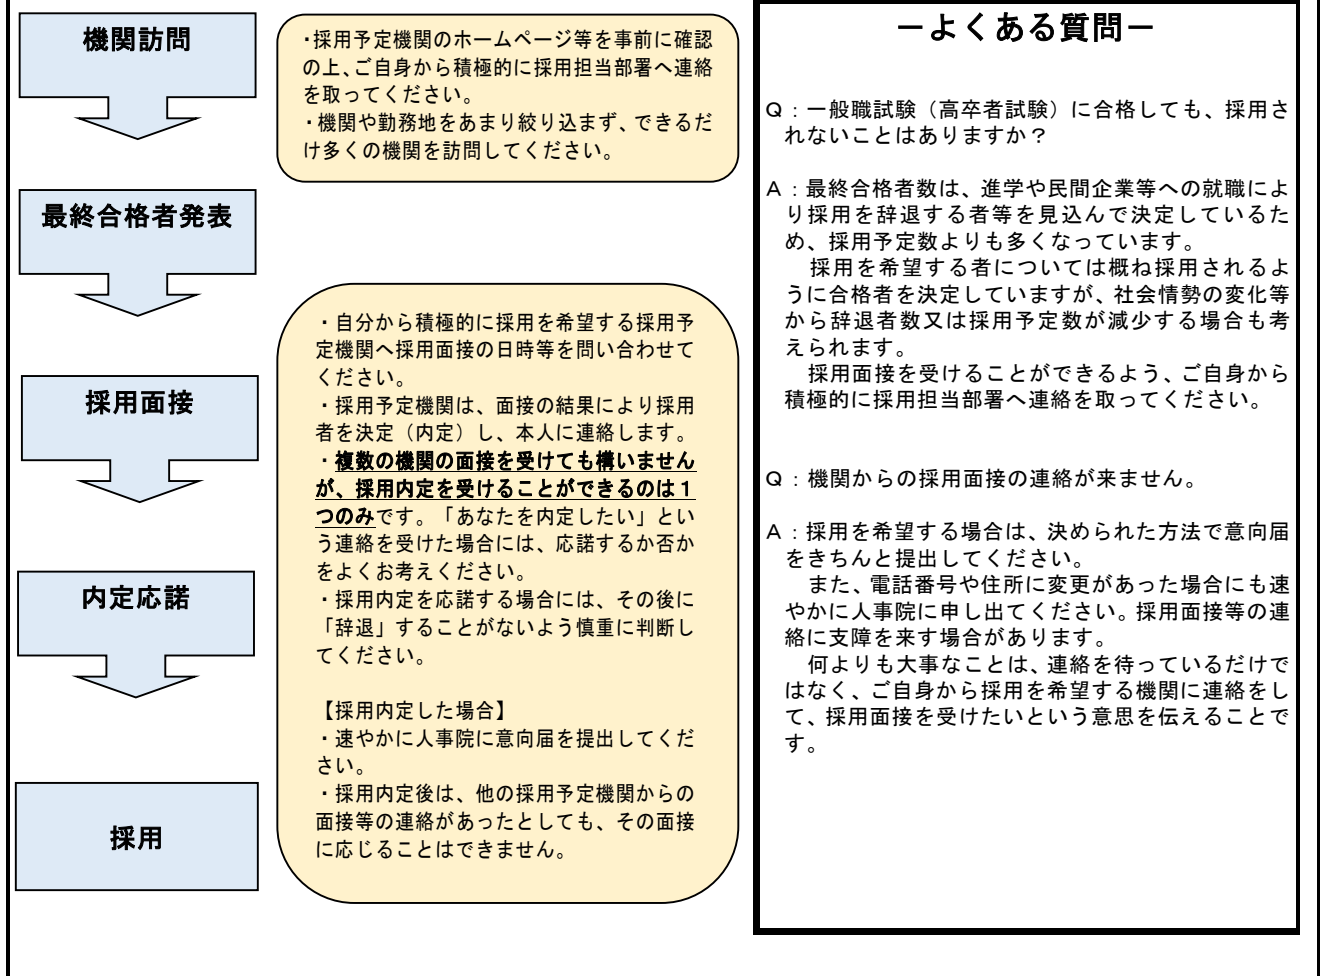 機関訪問
・採用予定機関のホームページ等を事前に確認
の上、ご自身から積極的に採用担当部署へ連絡
を取ってください。
・機関や勤務地をあまり絞り込まず、できるだ
け多くの機関を訪問してください。
最終合格者発表
採用面接
内定応諾
採用
・自分から積極的に採用を希望する採用予
定機関へ採用面接の日時等を問い合わせて
ください。
・採用予定機関は、面接の結果により採用
者を決定（内定）し、本人に連絡します。
・複数の機関の面接を受けても構いません
が、採用内定を受けることができるのは１
つのみです。「あなたを内定したい」とい
う連絡を受けた場合には、応諾するか否か
をよくお考えください。
・採用内定を応諾する場合には、その後に
「辞退」することがないよう慎重に判断し
てください。
【採用内定した場合】
・速やかに人事院に意向届を提出してくだ
さい。
・採用内定後は、他の採用予定機関からの
面接等の連絡があったとしても、その面接
に応じることはできません。
－よくある質問－
Ｑ：一般職試験（高卒者試験）に合格しても、採用さ
れないことはありますか？
Ａ：最終合格者数は、進学や民間企業等への就職によ
り採用を辞退する者等を見込んで決定しているた
め、採用予定数よりも多くなっています。
採用を希望する者については概ね採用されるよ
うに合格者を決定していますが、社会情勢の変化等
から辞退者数又は採用予定数が減少する場合も考
えられます。
採用面接を受けることができるよう、ご自身から
積極的に採用担当部署へ連絡を取ってください。
Ｑ：機関からの採用面接の連絡が来ません。
Ａ：採用を希望する場合は、決められた方法で意向届
をきちんと提出してください。
また、電話番号や住所に変更があった場合にも速
やかに人事院に申し出てください。採用面接等の連
絡に支障を来す場合があります。
何よりも大事なことは、連絡を待っているだけで
はなく、ご自身から採用を希望する機関に連絡をし
て、採用面接を受けたいという意思を伝えることで
す。